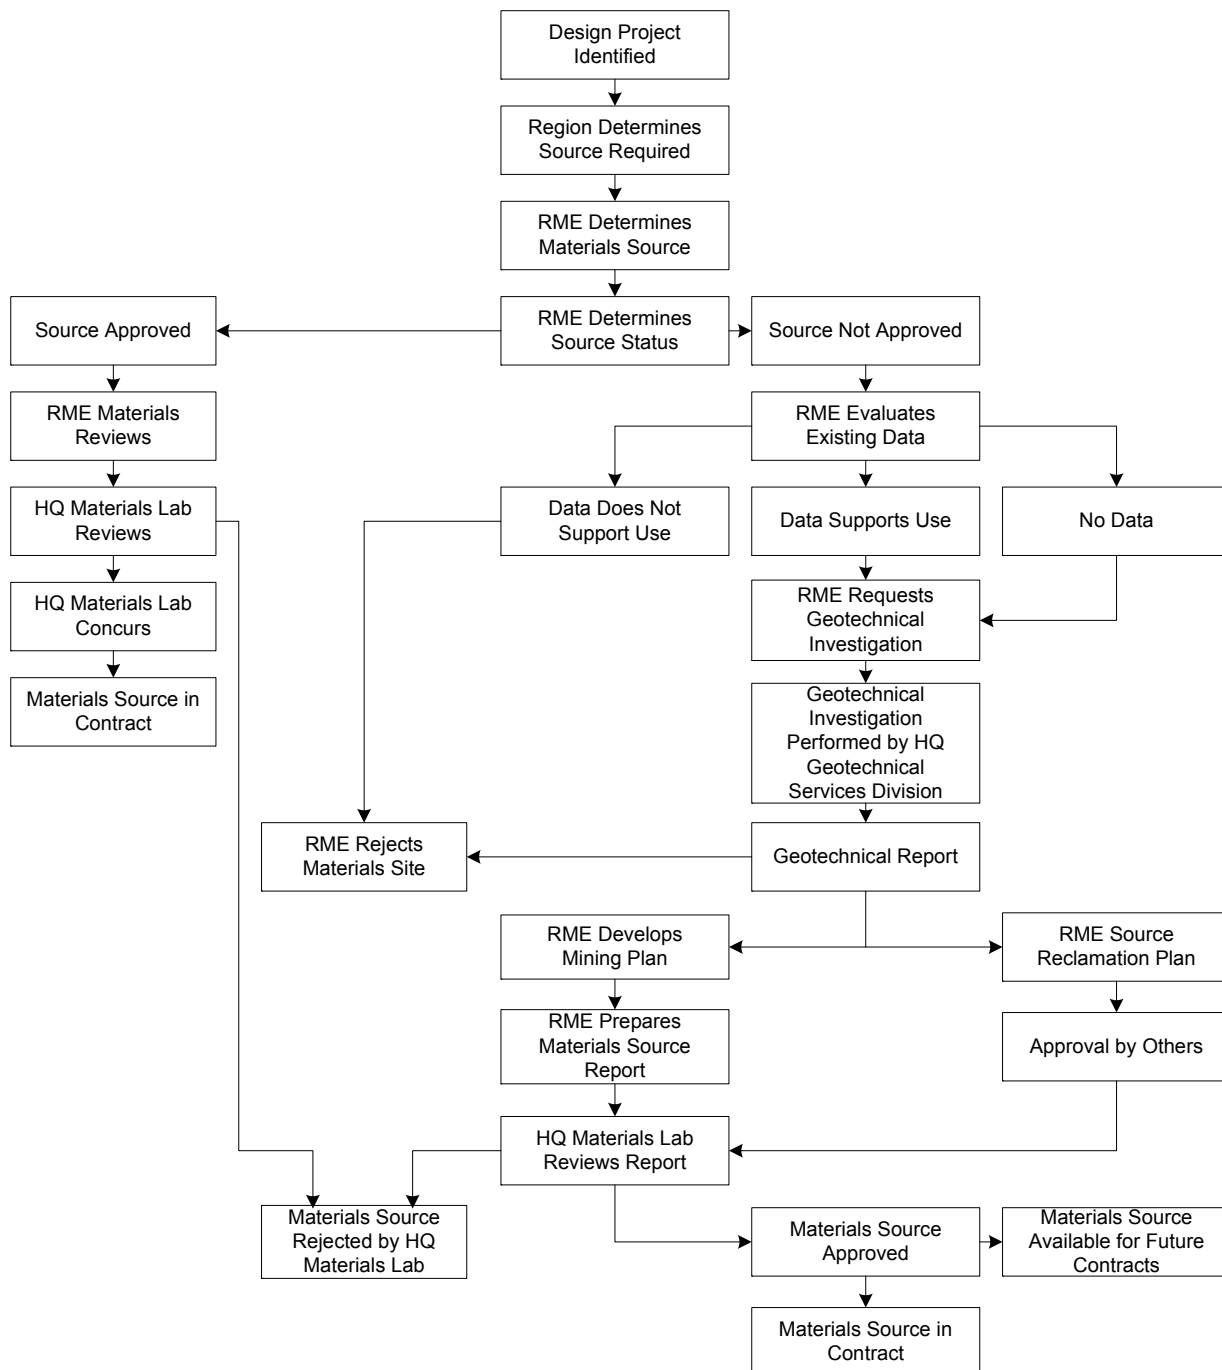 Design Project
Identified
Region Determines
Source Required
RME Determines
Materials Source
Source Approved
RME Determines
Source Status
Source Not Approved
RME Materials
Reviews
RME Evaluates
Existing Data
HQ Materials Lab
Reviews
Data Does Not
Support Use
Data Supports Use
No Data
HQ Materials Lab
Concurs
RME Requests
Geotechnical
Investigation
Materials Source in
Contract
Geotechnical
Investigation
Performed by HQ
Geotechnical
Services Division
RME Rejects
Materials Site
Geotechnical Report
RME Develops
Mining Plan
RME Source
Reclamation Plan
RME Prepares
Materials Source
Report
Approval by Others
HQ Materials Lab
Reviews Report
Materials Source
Rejected by HQ
Materials Lab
Materials Source
Approved
Materials Source
Available for Future
Contracts
Materials Source in
Contract